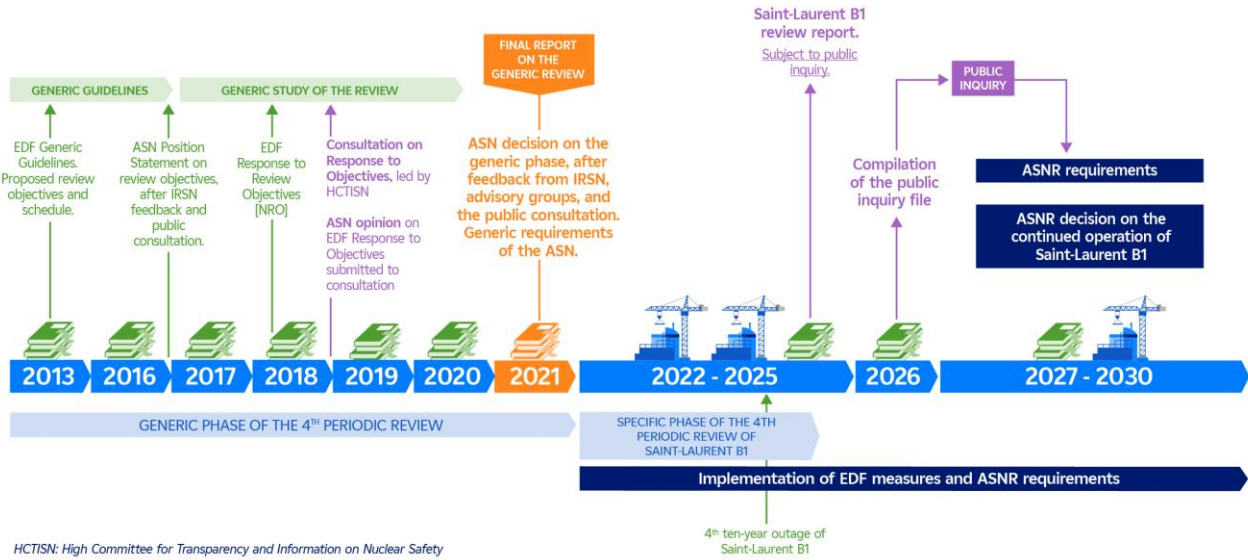 Saint-Laurent B1
review report.
Subject to public
inquiry.
FINAL REPORT
ON THE
GENERIC REVIEW
PUBLIC
INQUIRY
GENERIC GUIDELINES
GENERIC STUDY OF THE REVIEW
EDF Generic
Guidelines.
Proposed review
objectives and
schedule.
ASN Position
Statement on
review objectives,
after IRSN
feedback and
public
consultation.
EDF
Response to
Review
Objectives
[NRO]
Consultation on
Response to
Objectives, led by
HCTISN
ASN opinion on
EDF Response to
Objectives
submitted to
consultation
ASN decision on the
generic phase, after
feedback from IRSN,
advisory groups, and
the public consultation.
Generic requirements
of the ASN.
Compilation
of the public
inquiry file
ASNR requirements
ASNR decision on the
continued operation of
Saint-Laurent B1
2013
2016
2017
2018
2019
2020
2021
2022 - 2025
2026
2027 - 2030
GENERIC PHASE OF THE 4TH PERIODIC REVIEW
SPECIFIC PHASE OF THE 4TH
PERIODIC REVIEW OF
SAINT-LAURENT B1
Implementation of EDF measures and ASNR requirements
4th ten-year outage of
Saint-Laurent B1
HCTISN: High Committee for Transparency and Information on Nuclear Safety